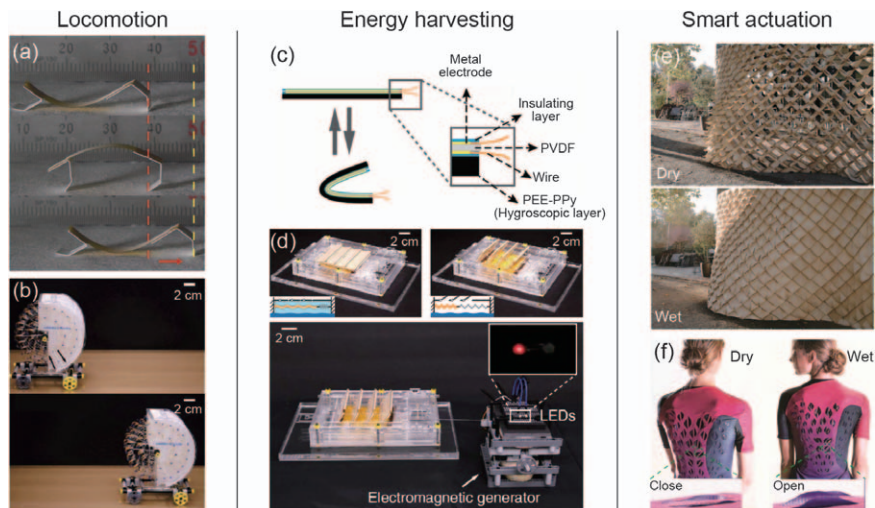 Locomotion
Energy harvesting
Smart actuation
(a)
10 20 30 40 50
(b)
2 cm
2 cm
(c)
Metal
electrode
Insulating
layer
PVDF
Wire
PEE-PPy
(Hygroscopic layer)
(d)
2 cm
2 cm
2 cm
LEDs
Electromagnetic generator
(e)
Dry
Wet
(f)
Dry
Wet
Close
Open